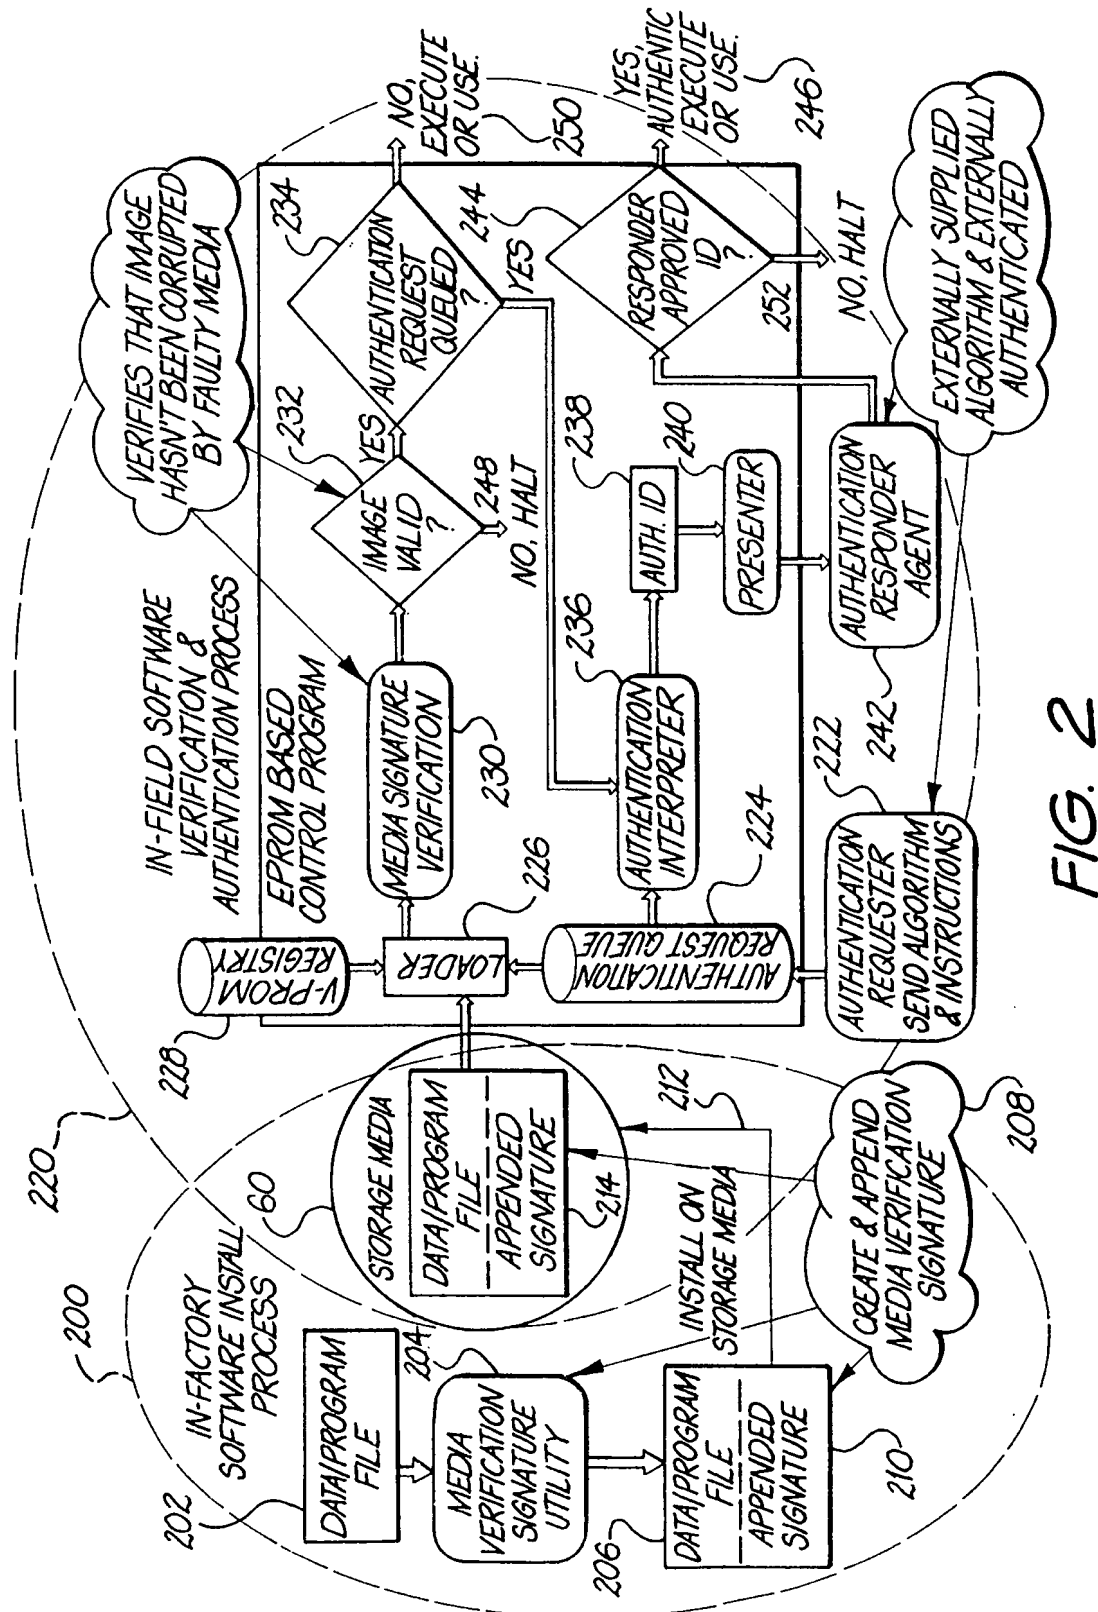 200
IN-FACTORY
SOFTWARE INSTALL
PROCESS
202
DATA/PROGRAM
FILE
204
MEDIA
VERIFICATION
SIGNATURE
UTILITY
206
DATA/PROGRAM
FILE
APPENDED
SIGNATURE
210
INSTALL ON
STORAGE MEDIA
212
CREATE & APPEND
MEDIA VERIFICATION
SIGNATURE
208
220
60
STORAGE MEDIA
DATA/PROGRAM
FILE
APPENDED
SIGNATURE
214
IN-FIELD SOFTWARE
VERIFICATION &
AUTHENTICATION PROCESS
EPROM BASED
CONTROL PROGRAM
228
V-PROM
REGISTRY
LOADER
226
AUTHENTICATION
REQUEST QUEUE
224
AUTHENTICATION
REQUESTER
SEND ALGORITHM
& INSTRUCTIONS
222
MEDIA SIGNATURE
VERIFICATION
230
VERIFIES THAT IMAGE
HASN'T BEEN CORRUPTED
BY FAULTY MEDIA
232
IMAGE
VALID
?
YES
248
NO, HALT
234
AUTHENTICATION
REQUEST
QUEUED
?
YES
NO,
EXECUTE
OR USE.
250
AUTHENTICATION
INTERPRETER
236
AUTH. ID
238
PRESENTER
240
AUTHENTICATION
RESPONDER
AGENT
242
244
RESPONDER
APPROVED
ID
?
252
NO, HALT
YES,
AUTHENTIC
EXECUTE
OR USE.
246
EXTERNALLY SUPPLIED
ALGORITHM & EXTERNALLY
AUTHENTICATED
FIG. 2